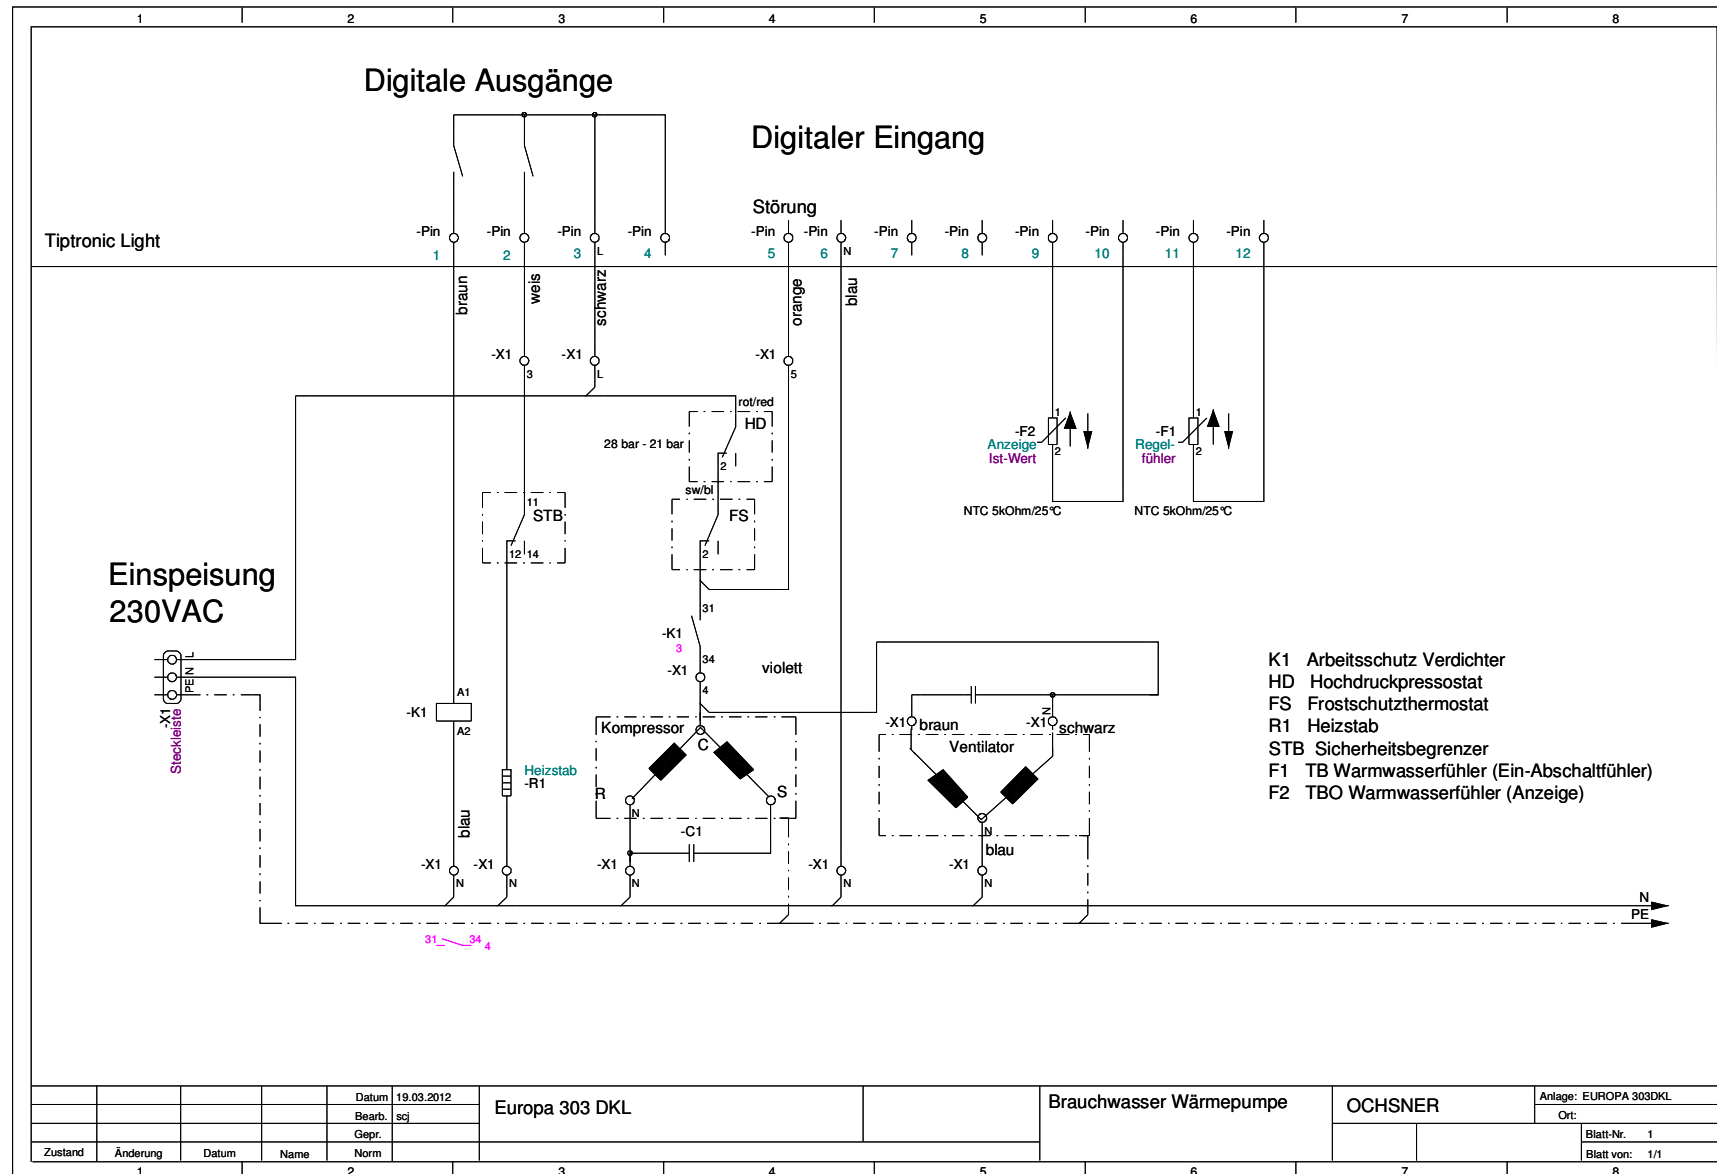 1 2 3 4 5 6 7 8
Digitale Ausgänge
Digitaler Eingang
Störung
Tiptronic Light
-Pin -Pin -Pin -Pin -Pin -Pin -Pin -Pin -Pin -Pin -Pin -Pin
1 2 3 L 4 5 6 N 7 8 9 10 11 12
braun weis schwarz orange blau
-X1 -X1 -X1
3 L 5
rot/red
HD
28 bar - 21 bar
2
sw/bl
FS
2
11
STB
12 14
1
-F2
Anzeige
Ist-Wert
2
NTC 5kOhm/25°C
1
-F1
Regel-
fühler
2
NTC 5kOhm/25°C
Einspeisung
230VAC
L
N
PE
-X1
Steckleiste
31
-K1
3
34
-X1
4
violett
A1
-K1
A2
Heizstab
-R1
blau
Kompressor
C
R
S
N
-C1
-X1 braun
N
-X1 schwarz
Ventilator
N
blau
K1 Arbeitsschutz Verdichter
HD Hochdruckpressostat
FS Frostschutzthermostat
R1 Heizstab
STB Sicherheitsbegrenzer
F1 TB Warmwasserfühler (Ein-Abschaltfühler)
F2 TBO Warmwasserfühler (Anzeige)
-X1 -X1 -X1 -X1 -X1
N N N N N
N
PE
31 34 4
Datum 19.03.2012
Bearb. scj
Gepr.
Zustand Änderung Datum Name Norm
Europa 303 DKL
Brauchwasser Wärmepumpe
OCHSNER
Anlage: EUROPA 303DKL
Ort:
Blatt-Nr. 1
Blatt von: 1/1
1 2 3 4 5 6 7 8